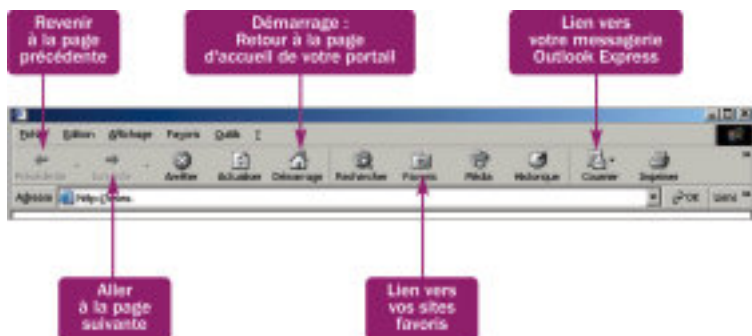 Revenir
à la page
précédente
Démarrage :
Retour à la page
d'accueil de votre portail
Lien vers
votre messagerie
Outlook Express
Fichier Edition Affichage Favoris Outils ?
Précédente Suivante Arrêter Actualiser Démarrage Rechercher Favoris Média Historique Courrier Imprimer
Adresse http:// OK Liens
Aller
à la page
suivante
Lien vers
vos sites
favoris